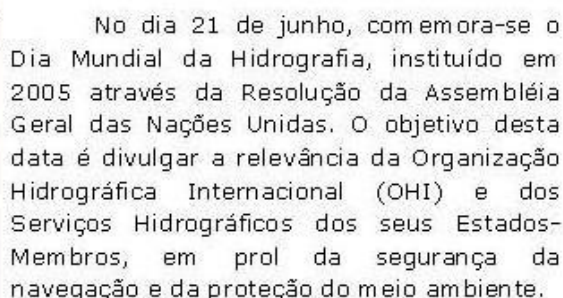 No dia 21 de junho, comemora-se o
Dia Mundial da Hidrografia, instituído em
2005 através da Resolução da Assembléia
Geral das Nações Unidas. O objetivo desta
data é divulgar a relevância da Organização
Hidrográfica Internacional (OHI) e dos
Serviços Hidrográficos dos seus Estados-
Membros, em prol da segurança da
navegação e da proteção do meio ambiente.